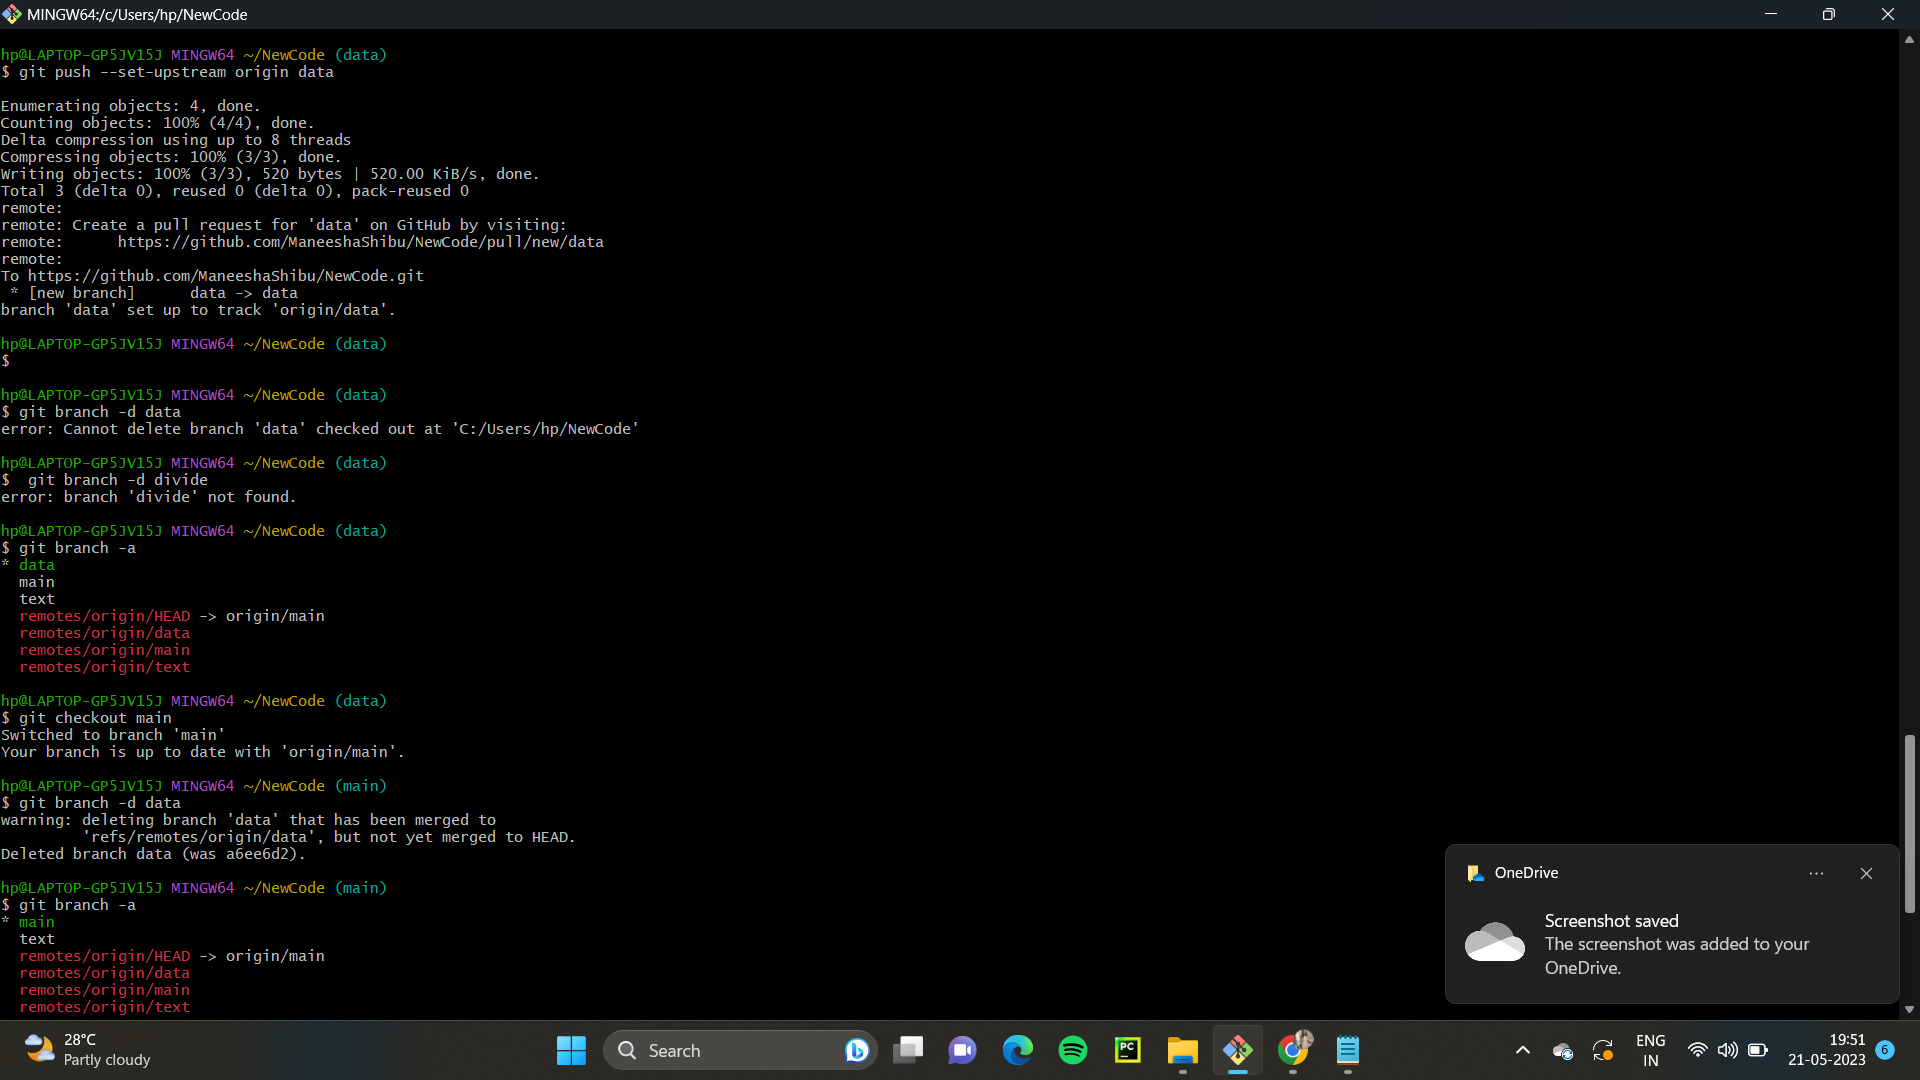 MINGW64:/c/Users/hp/NewCode
hp@LAPTOP-GP5JV15J MINGW64 ~/NewCode (data)
$ git push --set-upstream origin data
Enumerating objects: 4, done.
Counting objects: 100% (4/4), done.
Delta compression using up to 8 threads
Compressing objects: 100% (3/3), done.
Writing objects: 100% (3/3), 520 bytes | 520.00 KiB/s, done.
Total 3 (delta 0), reused 0 (delta 0), pack-reused 0
remote:
remote: Create a pull request for 'data' on GitHub by visiting:
remote:      https://github.com/ManeeshaShibu/NewCode/pull/new/data
remote:
To https://github.com/ManeeshaShibu/NewCode.git
 * [new branch]      data -> data
branch 'data' set up to track 'origin/data'.
hp@LAPTOP-GP5JV15J MINGW64 ~/NewCode (data)
$
hp@LAPTOP-GP5JV15J MINGW64 ~/NewCode (data)
$ git branch -d data
error: Cannot delete branch 'data' checked out at 'C:/Users/hp/NewCode'
hp@LAPTOP-GP5JV15J MINGW64 ~/NewCode (data)
$  git branch -d divide
error: branch 'divide' not found.
hp@LAPTOP-GP5JV15J MINGW64 ~/NewCode (data)
$ git branch -a
* data
  main
  text
  remotes/origin/HEAD -> origin/main
  remotes/origin/data
  remotes/origin/main
  remotes/origin/text
hp@LAPTOP-GP5JV15J MINGW64 ~/NewCode (data)
$ git checkout main
Switched to branch 'main'
Your branch is up to date with 'origin/main'.
hp@LAPTOP-GP5JV15J MINGW64 ~/NewCode (main)
$ git branch -d data
warning: deleting branch 'data' that has been merged to
         'refs/remotes/origin/data', but not yet merged to HEAD.
Deleted branch data (was a6ee6d2).
hp@LAPTOP-GP5JV15J MINGW64 ~/NewCode (main)
$ git branch -a
* main
  text
  remotes/origin/HEAD -> origin/main
  remotes/origin/data
  remotes/origin/main
  remotes/origin/text
OneDrive
Screenshot saved
The screenshot was added to your
OneDrive.
28°C
Partly cloudy
Search
PC
ENG
IN
19:51
21-05-2023
6